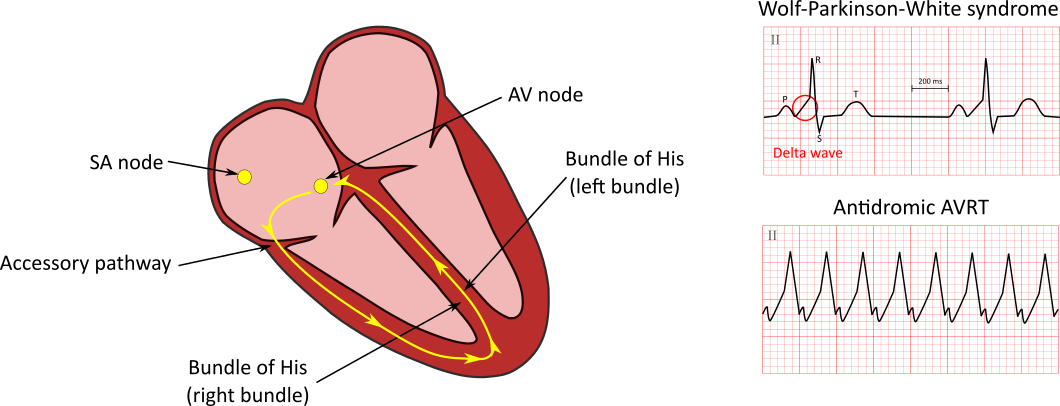 SA node
AV node
Accessory pathway
Bundle of His
(left bundle)
Bundle of His
(right bundle)
Wolf-Parkinson-White syndrome
II
R
200 ms
P
T
S
Delta wave
Antidromic AVRT
II